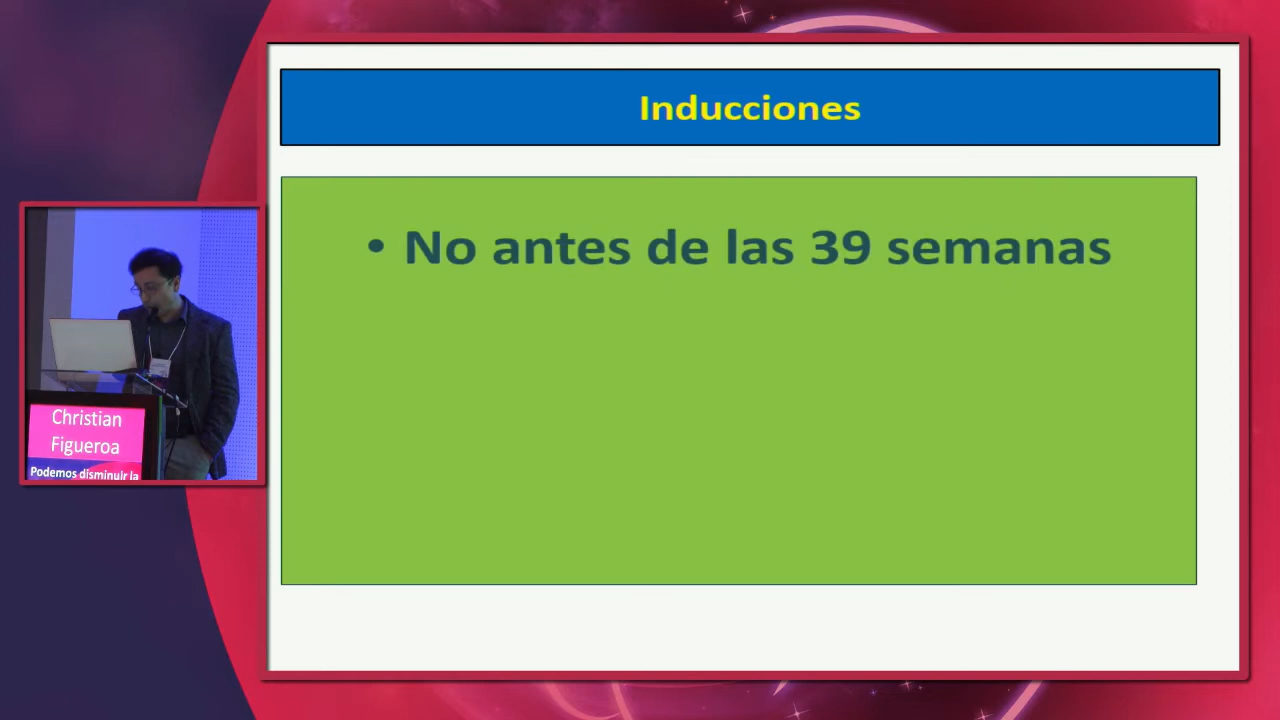 Inducciones
• No antes de las 39 semanas
Christian
Figueroa
Podemos disminuir la